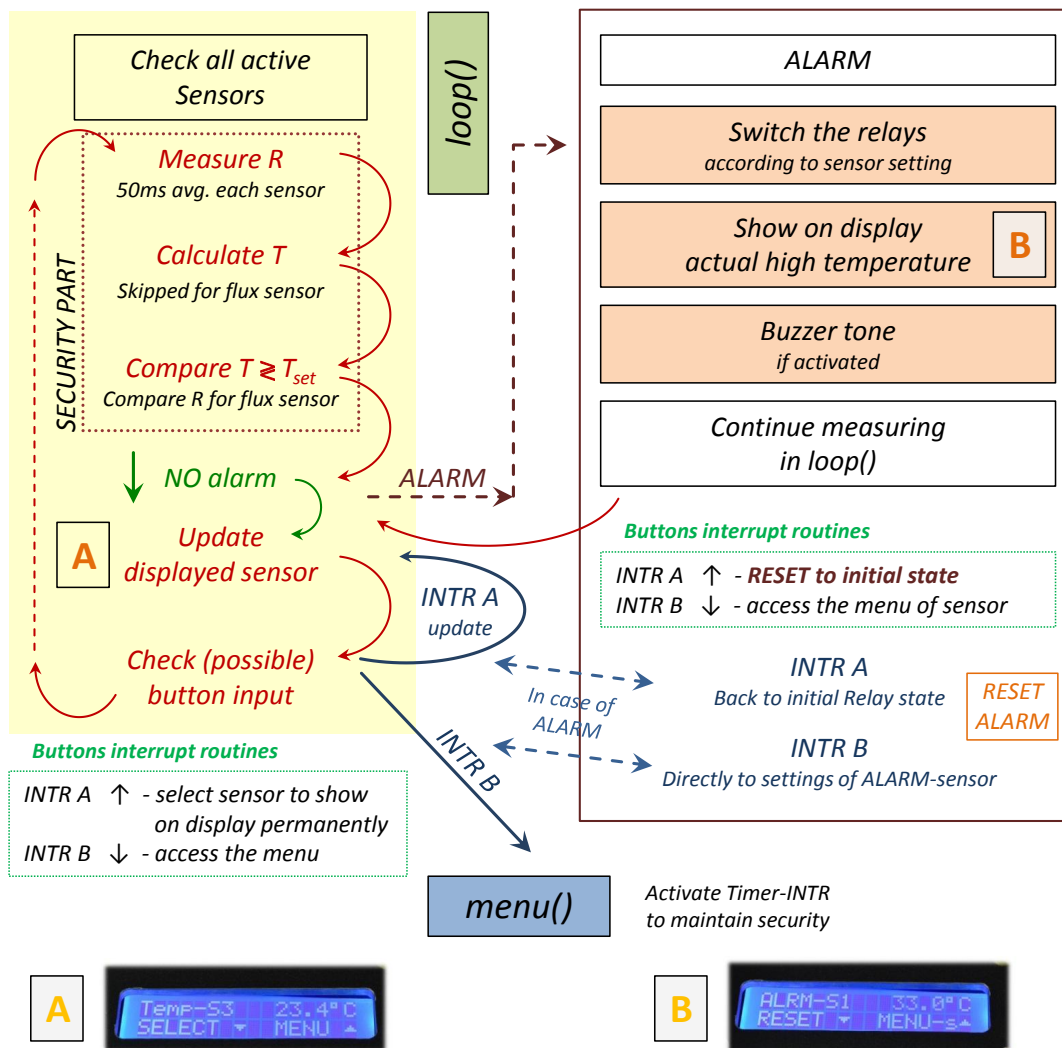 Check all active
Sensors
Measure R
50ms avg. each sensor
Calculate T
Skipped for flux sensor
Compare T ≷ Tset
Compare R for flux sensor
SECURITY PART
NO alarm
A
Update
displayed sensor
Check (possible)
button input
Buttons interrupt routines
INTR A ↑ - select sensor to show
on display permanently
INTR B ↓ - access the menu
loop()
ALARM
INTR A
update
INTR B
In case of
ALARM
ALARM
Switch the relays
according to sensor setting
Show on display
actual high temperature
B
Buzzer tone
if activated
Continue measuring
in loop()
Buttons interrupt routines
INTR A ↑ - RESET to initial state
INTR B ↓ - access the menu of sensor
INTR A
Back to initial Relay state
RESET
ALARM
INTR B
Directly to settings of ALARM-sensor
menu()
Activate Timer-INTR
to maintain security
A
Temp-S3 23.4°C
SELECT ▼ MENU ▲
B
ALRM-S1 33.0°C
RESET ▼ MENU-s▲